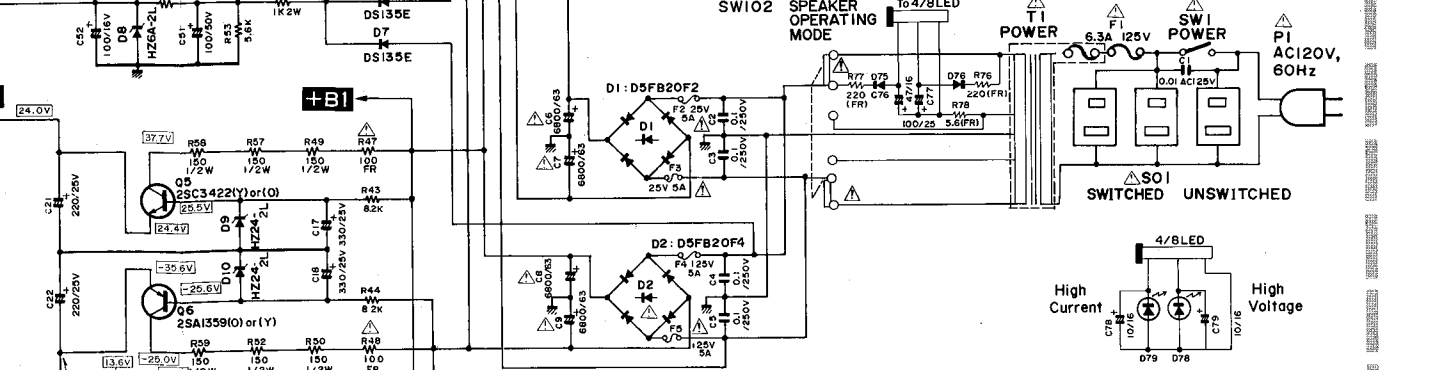 C52
100/16V
D8
HZ6A-2L
C51
100/50V
R53
5.6K
1K2W
DS135E
D7
DS135E
SW102 SPEAKER
OPERATING
MODE
To 4/8LED
T1
POWER
F1
6.3A 125V
SW1
POWER
P1
AC120V,
60Hz
C1
0.01 AC125V
R77
220
(FR)
D75
C76
47/16
C77
D76
R76
220(FR)
R78
5.6(FR)
100/25
SO1
SWITCHED UNSWITCHED
24.0V
+B1
37.7V
R58
150
1/2W
R57
150
1/2W
R49
150
1/2W
R47
100
FR
Q5
2SC3422(Y)or(O)
25.5V
24.4V
R43
8.2K
C21
220/25V
D9
HZ24-
2L
C17
330/25V
D10
HZ24-
2L
C18
330/25V
-35.6V
-25.6V
R44
8.2K
C22
220/25V
Q6
2SA1359(O)or(Y)
13.6V
-25.0V
R59
150
1/2W
R52
150
1/2W
R50
150
1/2W
R48
100
FR
C6
6800/63
C7
6800/63
D1:D5FB20F2
D1
F2 125V
5A
F3
125V 5A
C2
0.1
/250V
C3
0.1
/250V
C8
6800/63
C9
6800/63
D2:D5FB20F4
D2
F4 125V
5A
F5
125V
5A
C4
0.1
/250V
C5
0.1
/250V
4/8LED
High
Current
High
Voltage
C78
10/16
C79
10/16
D79 D78